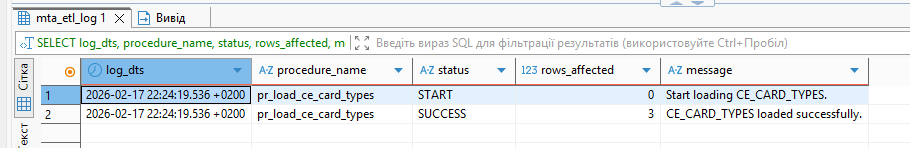 mta_etl_log 1 Вивід
SELECT log_dts, procedure_name, status, rows_affected, m Введіть вираз SQL для фільтрації результатів (використовуйте Ctrl+Пробіл)
Сітка
log_dts A-Z procedure_name A-Z status 123 rows_affected A-Z message
1 2026-02-17 22:24:19.536 +0200 pr_load_ce_card_types START 0 Start loading CE_CARD_TYPES.
2 2026-02-17 22:24:19.536 +0200 pr_load_ce_card_types SUCCESS 3 CE_CARD_TYPES loaded successfully.
екст